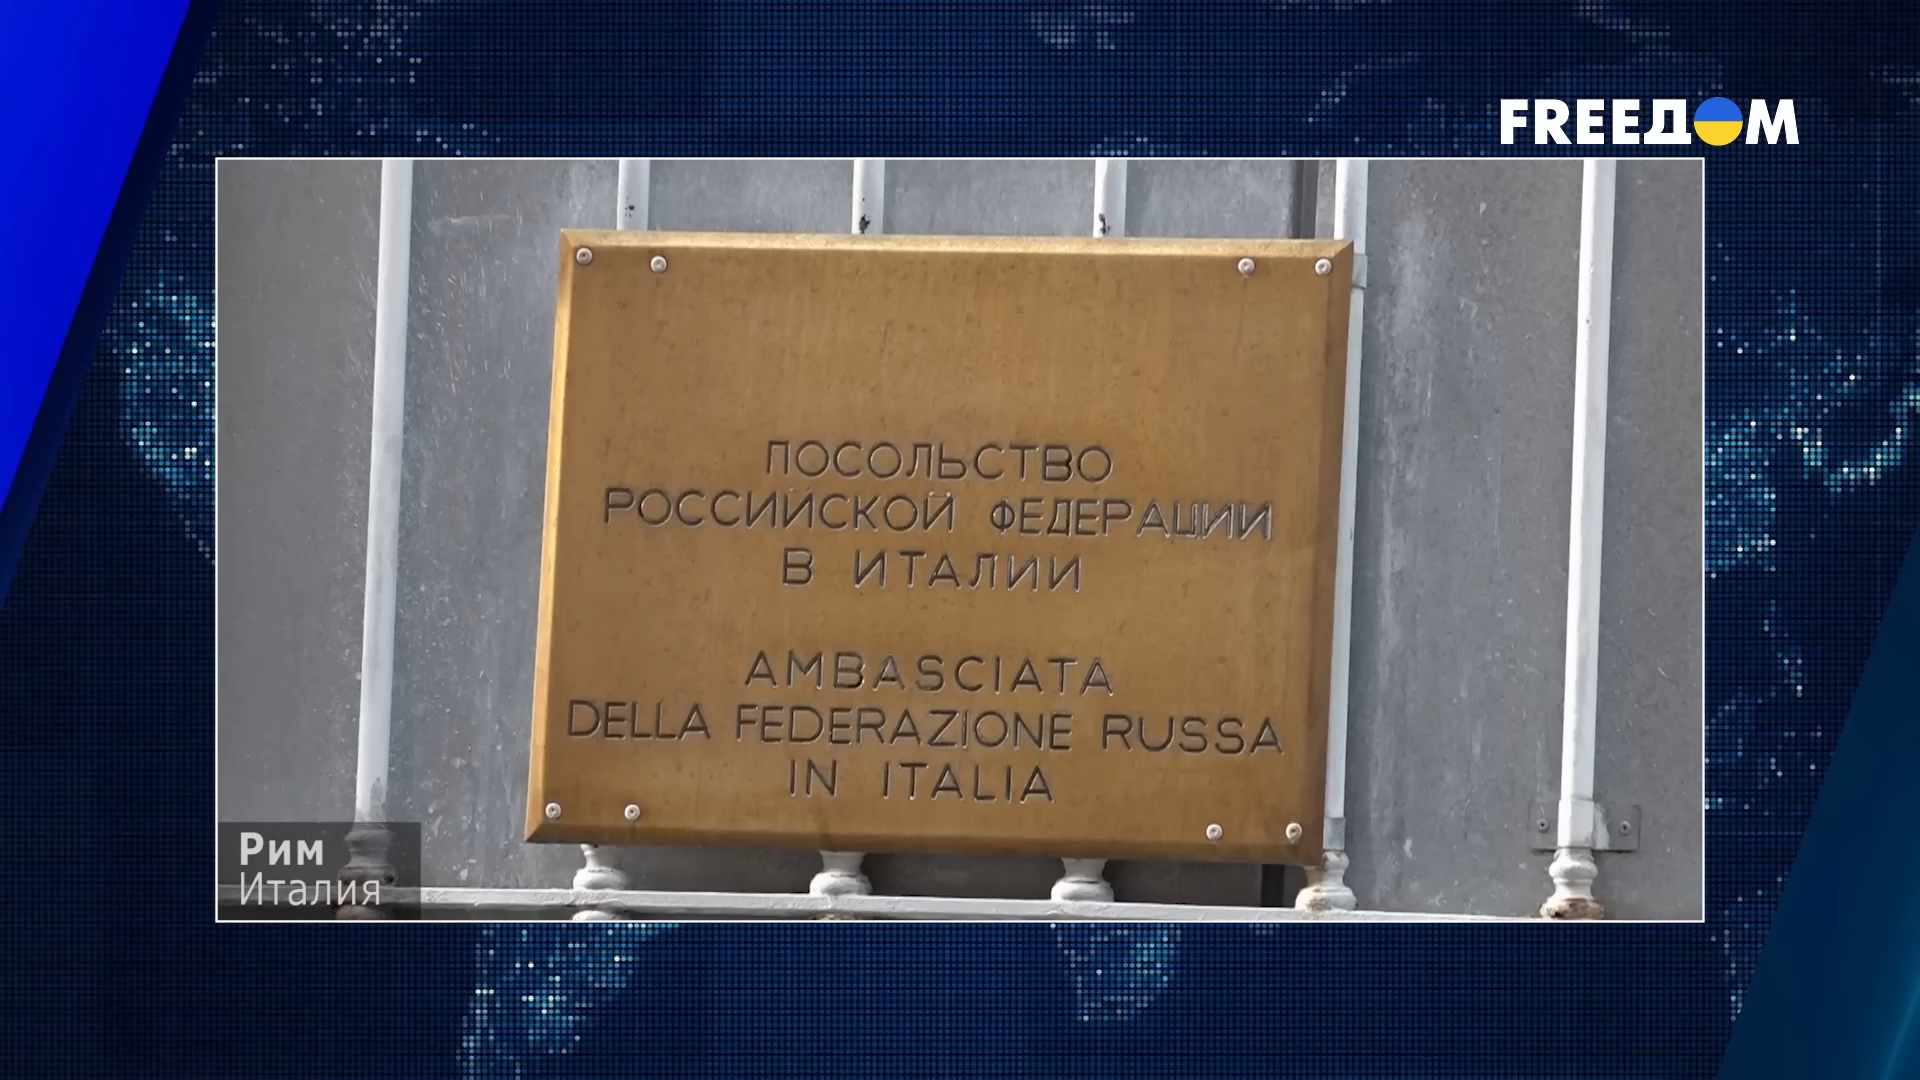 FREEДOM
ПОСОЛЬСТВО
РОССИЙСКОЙ ФЕДЕРАЦИИ
В ИТАЛИИ
AMBASCIATA
DELLA FEDERAZIONE RUSSA
IN ITALIA
Рим
Италия